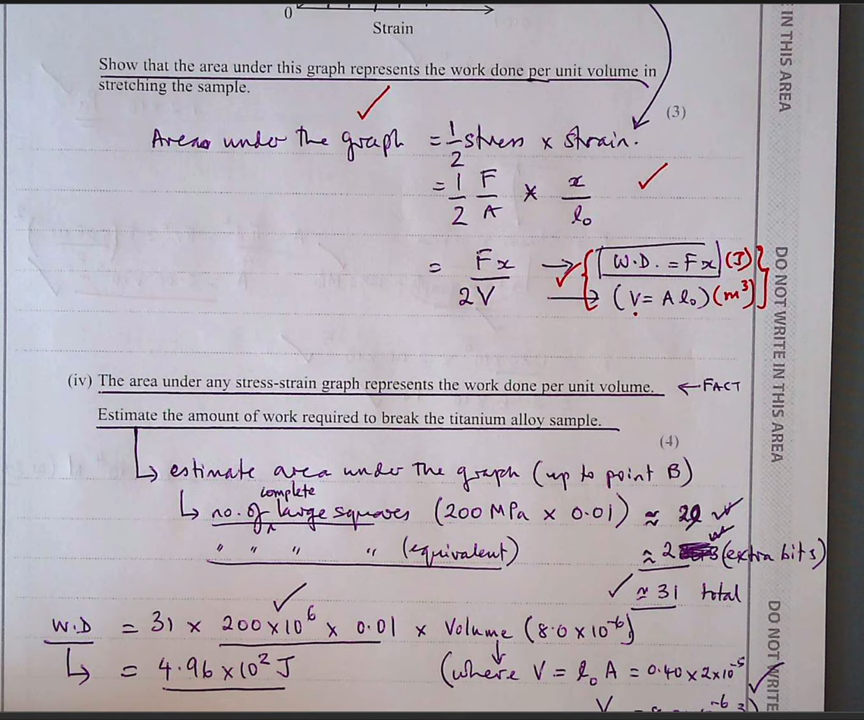 0
Strain
Show that the area under this graph represents the work done per unit volume in
stretching the sample.
(3)
Area under the graph = 1/2 stress × strain.
= 1/2 F/A × x/l₀
= Fx/2V → {W.D. = Fx (J)
→ (V = A l₀) (m³)}
(iv) The area under any stress-strain graph represents the work done per unit volume. ← FACT
Estimate the amount of work required to break the titanium alloy sample.
(4)
↳ estimate area under the graph (up to point B)
↳ no. of complete large squares (200 MPa × 0.01) ≈ 29
" " " " (equivalent) ≈ 2 (extra bits)
≈ 31 total
W.D = 31 × 200×10⁶ × 0.01 × Volume (8.0×10⁻⁶)
↳ = 4.96×10² J (where V = l₀ A = 0.40×2×10⁻⁵
V
E IN THIS AREA
DO NOT WRITE IN THIS AREA
DO NOT WRITE